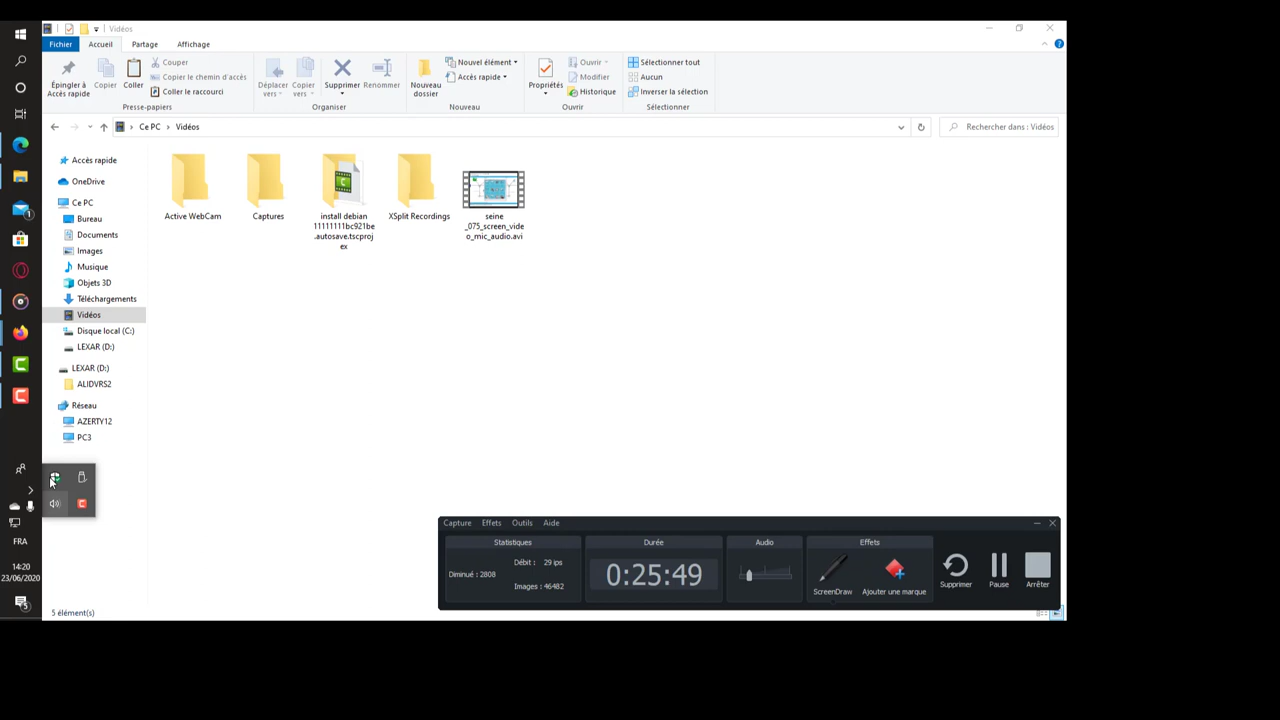 Vidéos
Fichier Accueil Partage Affichage
Épingler à Accès rapide
Copier
Coller
Couper
Copier le chemin d'accès
Coller le raccourci
Presse-papiers
Déplacer vers
Copier vers
Supprimer
Renommer
Organiser
Nouveau dossier
Nouvel élément
Accès rapide
Nouveau
Propriétés
Ouvrir
Modifier
Historique
Ouvrir
Sélectionner tout
Aucun
Inverser la sélection
Sélectionner
Ce PC > Vidéos
Rechercher dans : Vidéos
Accès rapide
OneDrive
Ce PC
Bureau
Documents
Images
Musique
Objets 3D
Téléchargements
Vidéos
Disque local (C:)
LEXAR (D:)
LEXAR (D:)
ALIDVRS2
Réseau
AZERTY12
PC3
Active WebCam
Captures
install debian
11111111bc921be
.autosave.tscproj
ex
XSplit Recordings
seine
_075_screen_vide
o_mic_audio.avi
1
FRA
14:20
23/06/2020
5
5 élément(s)
Capture Effets Outils Aide
Statistiques
Débit : 29 ips
Diminué : 2808
Images : 46482
Durée
0:25:49
Audio
Effets
ScreenDraw
Ajouter une marque
Supprimer
Pause
Arrêter